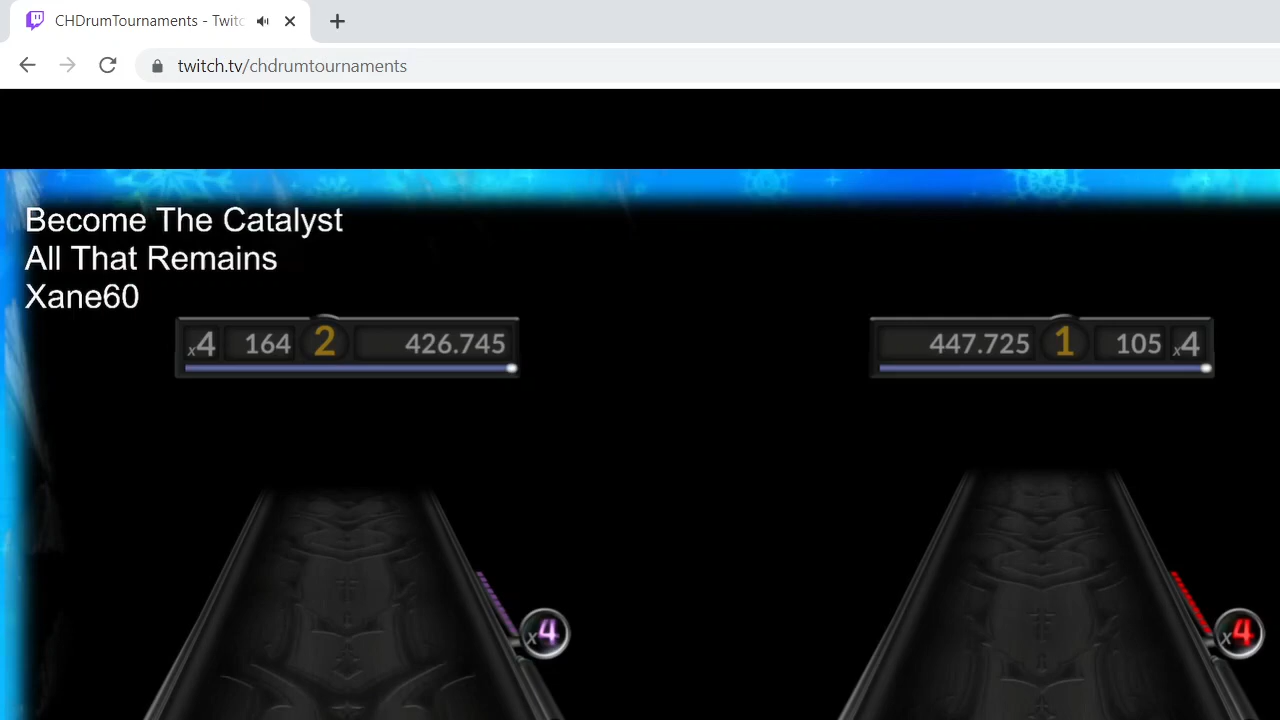 CHDrumTournaments - Twitc
twitch.tv/chdrumtournaments
Become The Catalyst
All That Remains
Xane60
x4 164 2 426.745
447.725 1 105 x4
x4
x4